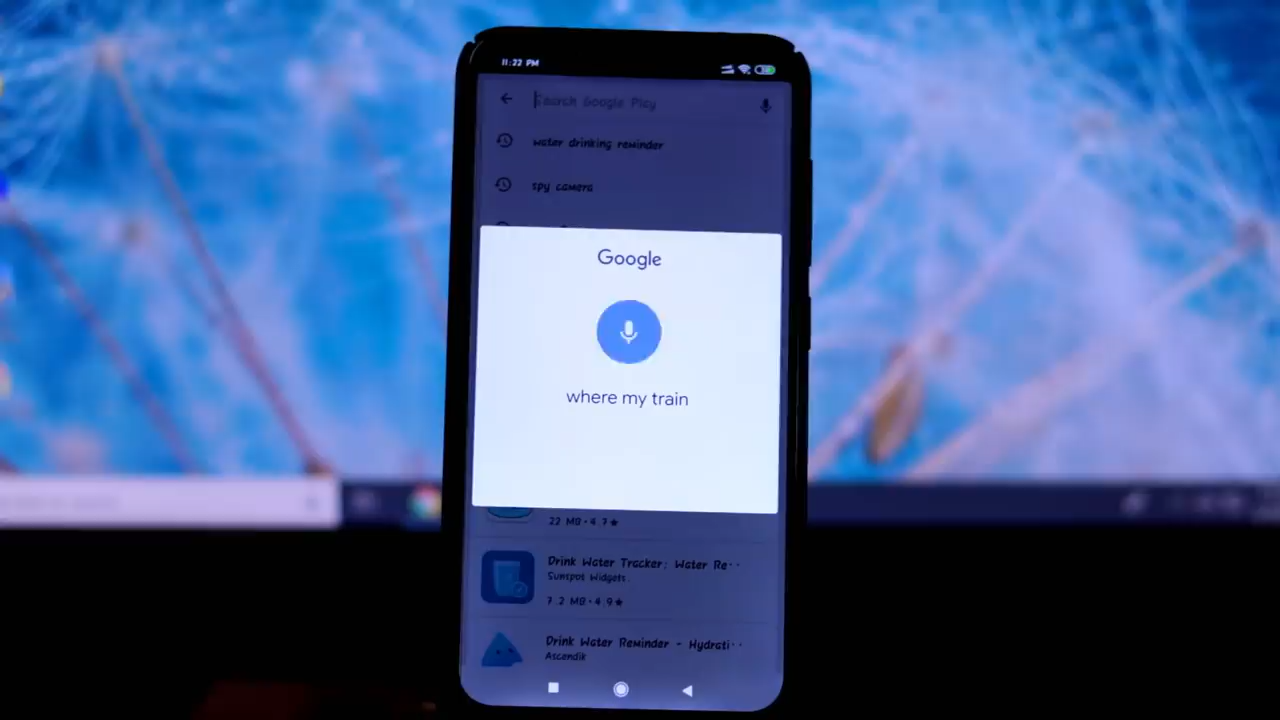 11:22 PM
Search Google Play
water drinking reminder
spy camera
Google
where my train
22 MB · 4.7★
Drink Water Tracker: Water Re··
Sunspot Widgets
7.2 MB · 4.9★
Drink Water Reminder - Hydrati··
Ascendik